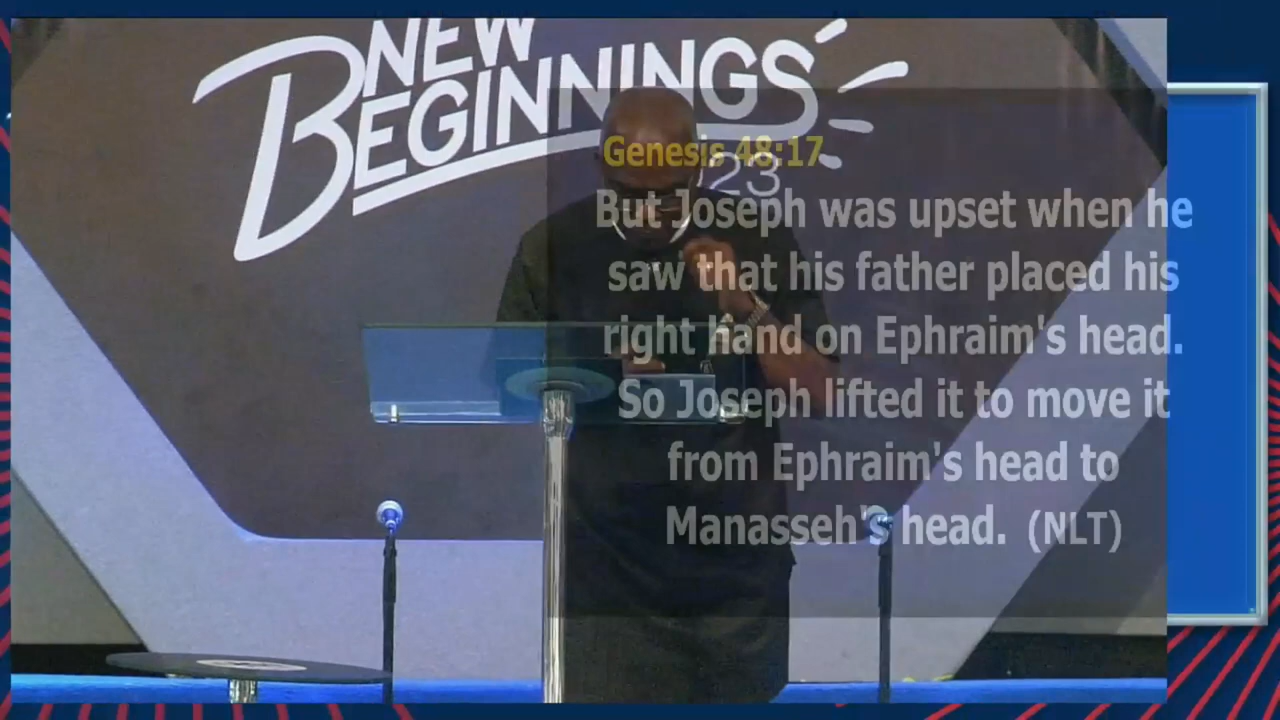 NEW
BEGINNINGS
23
Genesis 48:17
But Joseph was upset when he
saw that his father placed his
right hand on Ephraim's head.
So Joseph lifted it to move it
from Ephraim's head to
Manasseh's head. (NLT)